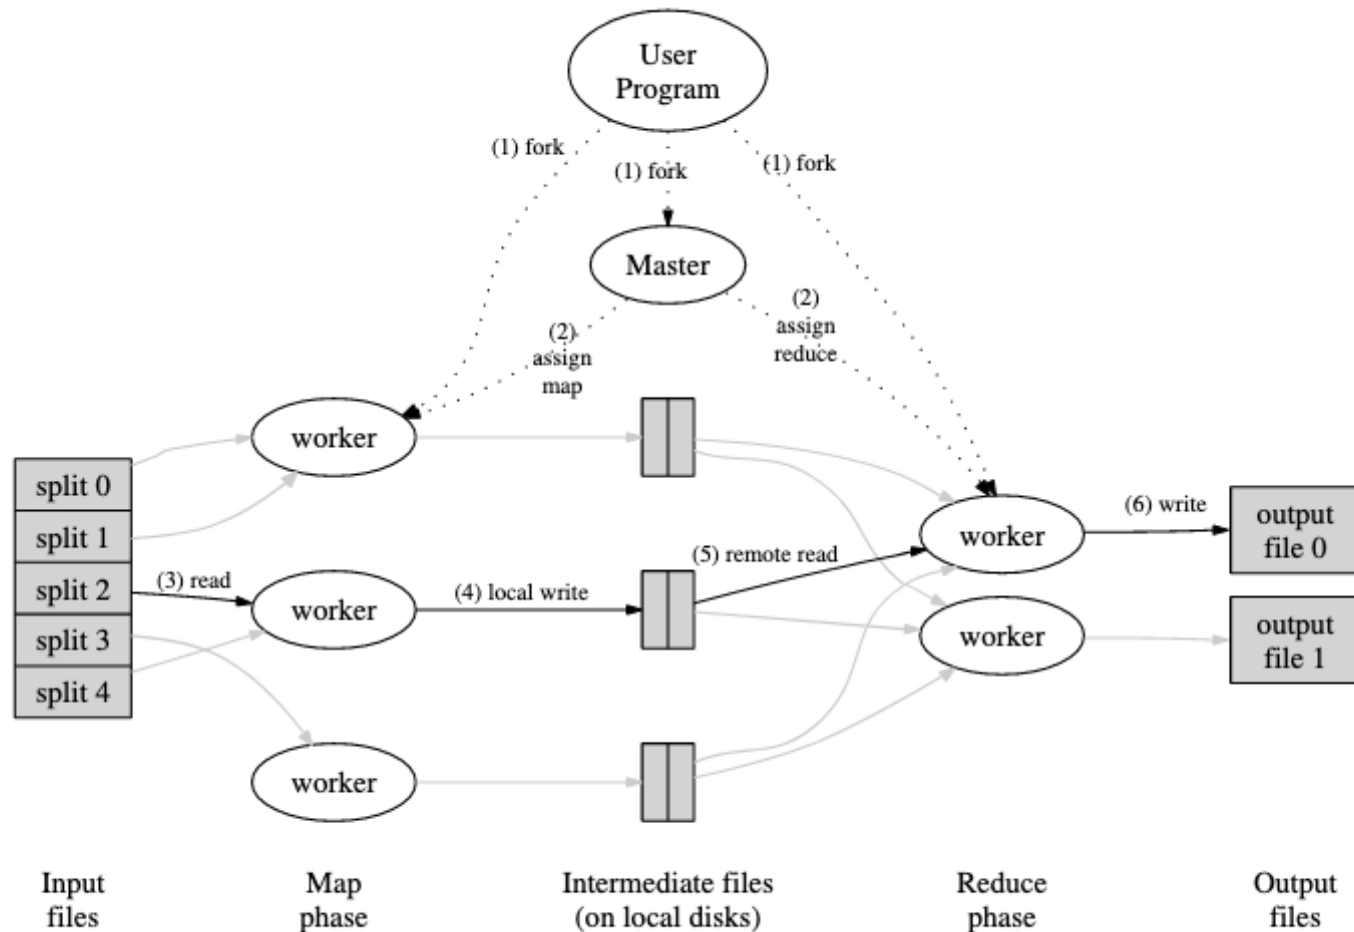 User
Program
(1) fork
(1) fork
(1) fork
Master
(2)
assign
map
(2)
assign
reduce
split 0
split 1
split 2
split 3
split 4
(3) read
worker
worker
worker
(4) local write
(5) remote read
worker
worker
(6) write
output
file 0
output
file 1
Input
files
Map
phase
Intermediate files
(on local disks)
Reduce
phase
Output
files